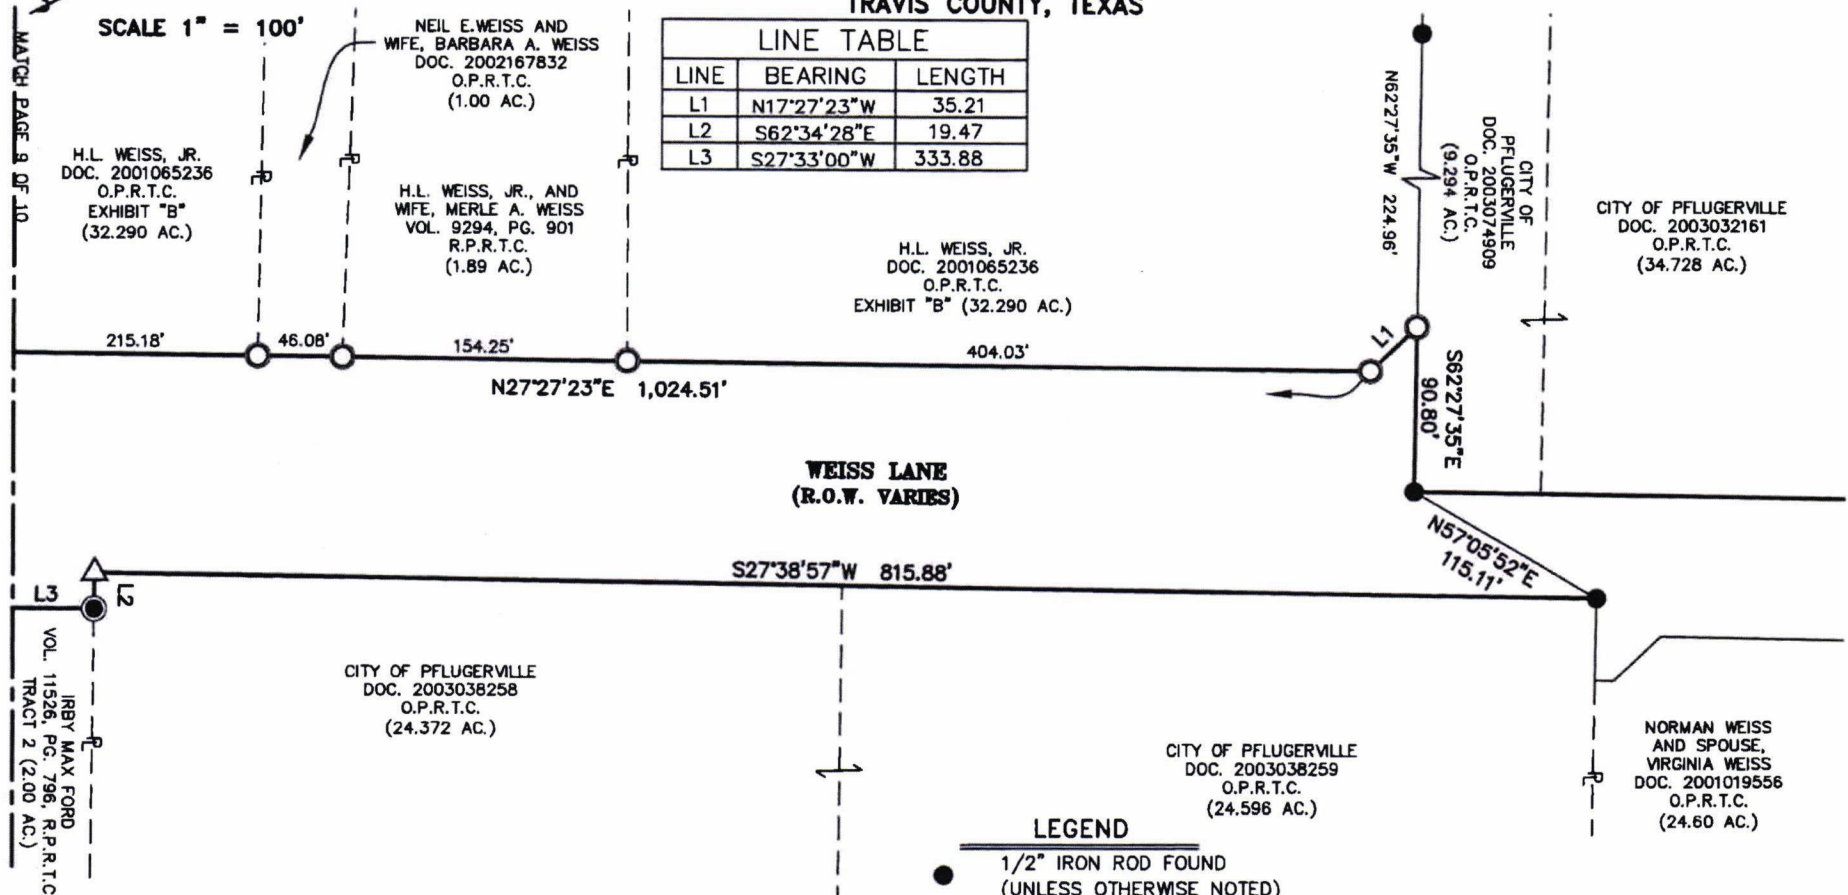 TRAVIS COUNTY, TEXAS
SCALE 1" = 100'
MATCH PAGE 9 OF 10
NEIL E.WEISS AND
WIFE, BARBARA A. WEISS
DOC. 2002167832
O.P.R.T.C.
(1.00 AC.)
LINE TABLE
LINE BEARING LENGTH
L1 N17°27'23"W 35.21
L2 S62°34'28"E 19.47
L3 S27°33'00"W 333.88
H.L. WEISS, JR.
DOC. 2001065236
O.P.R.T.C.
EXHIBIT "B"
(32.290 AC.)
H.L. WEISS, JR., AND
WIFE, MERLE A. WEISS
VOL. 9294, PG. 901
R.P.R.T.C.
(1.89 AC.)
H.L. WEISS, JR.
DOC. 2001065236
O.P.R.T.C.
EXHIBIT "B" (32.290 AC.)
N62°27'35"W 224.96'
CITY OF
PFLUGERVILLE
DOC. 2003074909
O.P.R.T.C.
(9.294 AC.)
CITY OF PFLUGERVILLE
DOC. 2003032161
O.P.R.T.C.
(34.728 AC.)
PL
PL
PL
215.18'
46.08'
154.25'
404.03'
L1
N27°27'23"E 1,024.51'
S62°27'35"E
90.80'
WEISS LANE
(R.O.W. VARIES)
N57°05'52"E
115.11'
S27°38'57"W 815.88'
L3
L2
IRBY MAX FORD
VOL. 11526, PG. 796, R.P.R.T.C
TRACT 2 (2.00 AC.)
PL
CITY OF PFLUGERVILLE
DOC. 2003038258
O.P.R.T.C.
(24.372 AC.)
CITY OF PFLUGERVILLE
DOC. 2003038259
O.P.R.T.C.
(24.596 AC.)
PL
NORMAN WEISS
AND SPOUSE,
VIRGINIA WEISS
DOC. 2001019556
O.P.R.T.C.
(24.60 AC.)
LEGEND
1/2" IRON ROD FOUND
(UNLESS OTHERWISE NOTED)